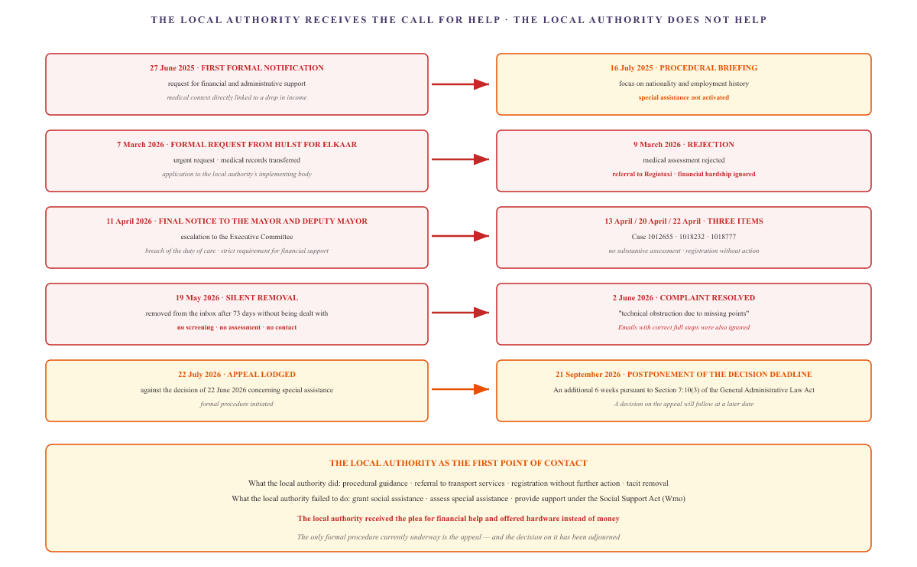 THE LOCAL AUTHORITY RECEIVES THE CALL FOR HELP · THE LOCAL AUTHORITY DOES NOT HELP
27 June 2025 · FIRST FORMAL NOTIFICATION
request for financial and administrative support
medical context directly linked to a drop in income
16 July 2025 · PROCEDURAL BRIEFING
focus on nationality and employment history
special assistance not activated
7 March 2026 · FORMAL REQUEST FROM HULST FOR ELKAAR
urgent request · medical records transferred
application to the local authority's implementing body
9 March 2026 · REJECTION
medical assessment rejected
referral to Regiotaxi · financial hardship ignored
11 April 2026 · FINAL NOTICE TO THE MAYOR AND DEPUTY MAYOR
escalation to the Executive Committee
breach of the duty of care · strict requirement for financial support
13 April / 20 April / 22 April · THREE ITEMS
Case 1012655 · 1018232 · 1018777
no substantive assessment · registration without action
19 May 2026 · SILENT REMOVAL
removed from the inbox after 73 days without being dealt with
no screening · no assessment · no contact
2 June 2026 · COMPLAINT RESOLVED
"technical obstruction due to missing points"
Emails with correct full stops were also ignored
22 July 2026 · APPEAL LODGED
against the decision of 22 June 2026 concerning special assistance
formal procedure initiated
21 September 2026 · POSTPONEMENT OF THE DECISION DEADLINE
An additional 6 weeks pursuant to Section 7:10(3) of the General Administrative Law Act
A decision on the appeal will follow at a later date
THE LOCAL AUTHORITY AS THE FIRST POINT OF CONTACT
What the local authority did: procedural guidance · referral to transport services · registration without further action · tacit removal
What the local authority failed to do: grant social assistance · assess special assistance · provide support under the Social Support Act (Wmo)
The local authority received the plea for financial help and offered hardware instead of money
The only formal procedure currently underway is the appeal — and the decision on it has been adjourned